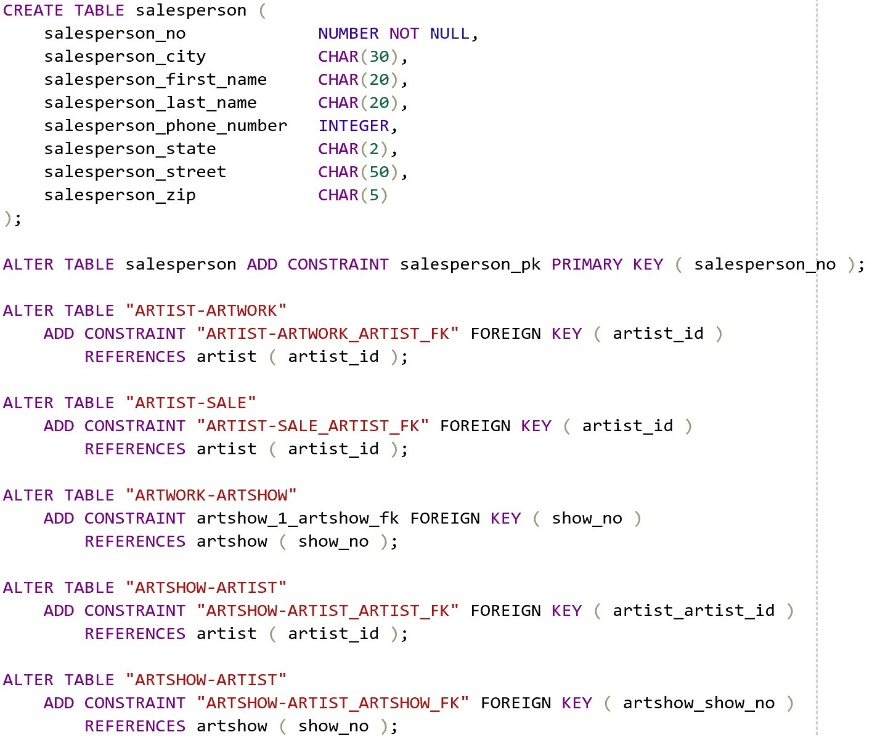 CREATE TABLE salesperson (
    salesperson_no             NUMBER NOT NULL,
    salesperson_city           CHAR(30),
    salesperson_first_name     CHAR(20),
    salesperson_last_name      CHAR(20),
    salesperson_phone_number   INTEGER,
    salesperson_state          CHAR(2),
    salesperson_street         CHAR(50),
    salesperson_zip            CHAR(5)
);

ALTER TABLE salesperson ADD CONSTRAINT salesperson_pk PRIMARY KEY ( salesperson_no );

ALTER TABLE "ARTIST-ARTWORK"
    ADD CONSTRAINT "ARTIST-ARTWORK_ARTIST_FK" FOREIGN KEY ( artist_id )
        REFERENCES artist ( artist_id );

ALTER TABLE "ARTIST-SALE"
    ADD CONSTRAINT "ARTIST-SALE_ARTIST_FK" FOREIGN KEY ( artist_id )
        REFERENCES artist ( artist_id );

ALTER TABLE "ARTWORK-ARTSHOW"
    ADD CONSTRAINT artshow_1_artshow_fk FOREIGN KEY ( show_no )
        REFERENCES artshow ( show_no );

ALTER TABLE "ARTSHOW-ARTIST"
    ADD CONSTRAINT "ARTSHOW-ARTIST_ARTIST_FK" FOREIGN KEY ( artist_artist_id )
        REFERENCES artist ( artist_id );

ALTER TABLE "ARTSHOW-ARTIST"
    ADD CONSTRAINT "ARTSHOW-ARTIST_ARTSHOW_FK" FOREIGN KEY ( artshow_show_no )
        REFERENCES artshow ( show_no );